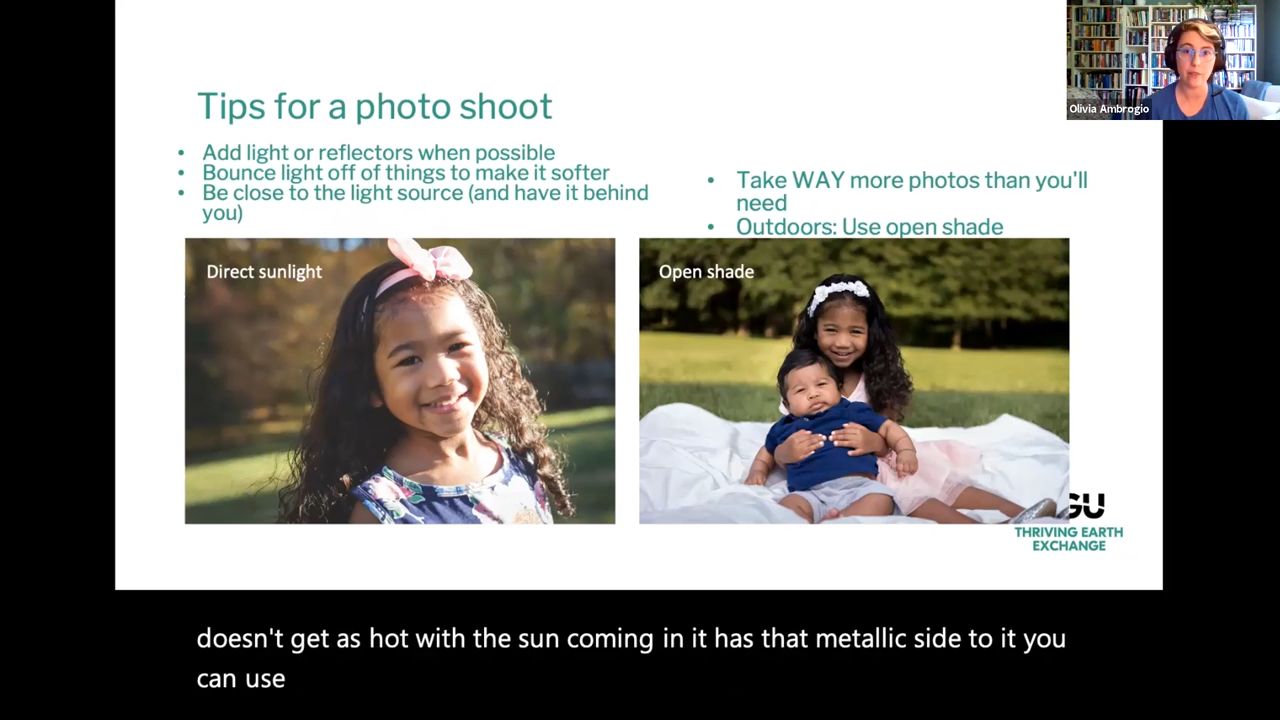 Olivia Ambrogio
Tips for a photo shoot
• Add light or reflectors when possible
• Bounce light off of things to make it softer
• Be close to the light source (and have it behind
you)
• Take WAY more photos than you'll
need
• Outdoors: Use open shade
Direct sunlight
Open shade
GU
THRIVING EARTH
EXCHANGE
doesn't get as hot with the sun coming in it has that metallic side to it you
can use